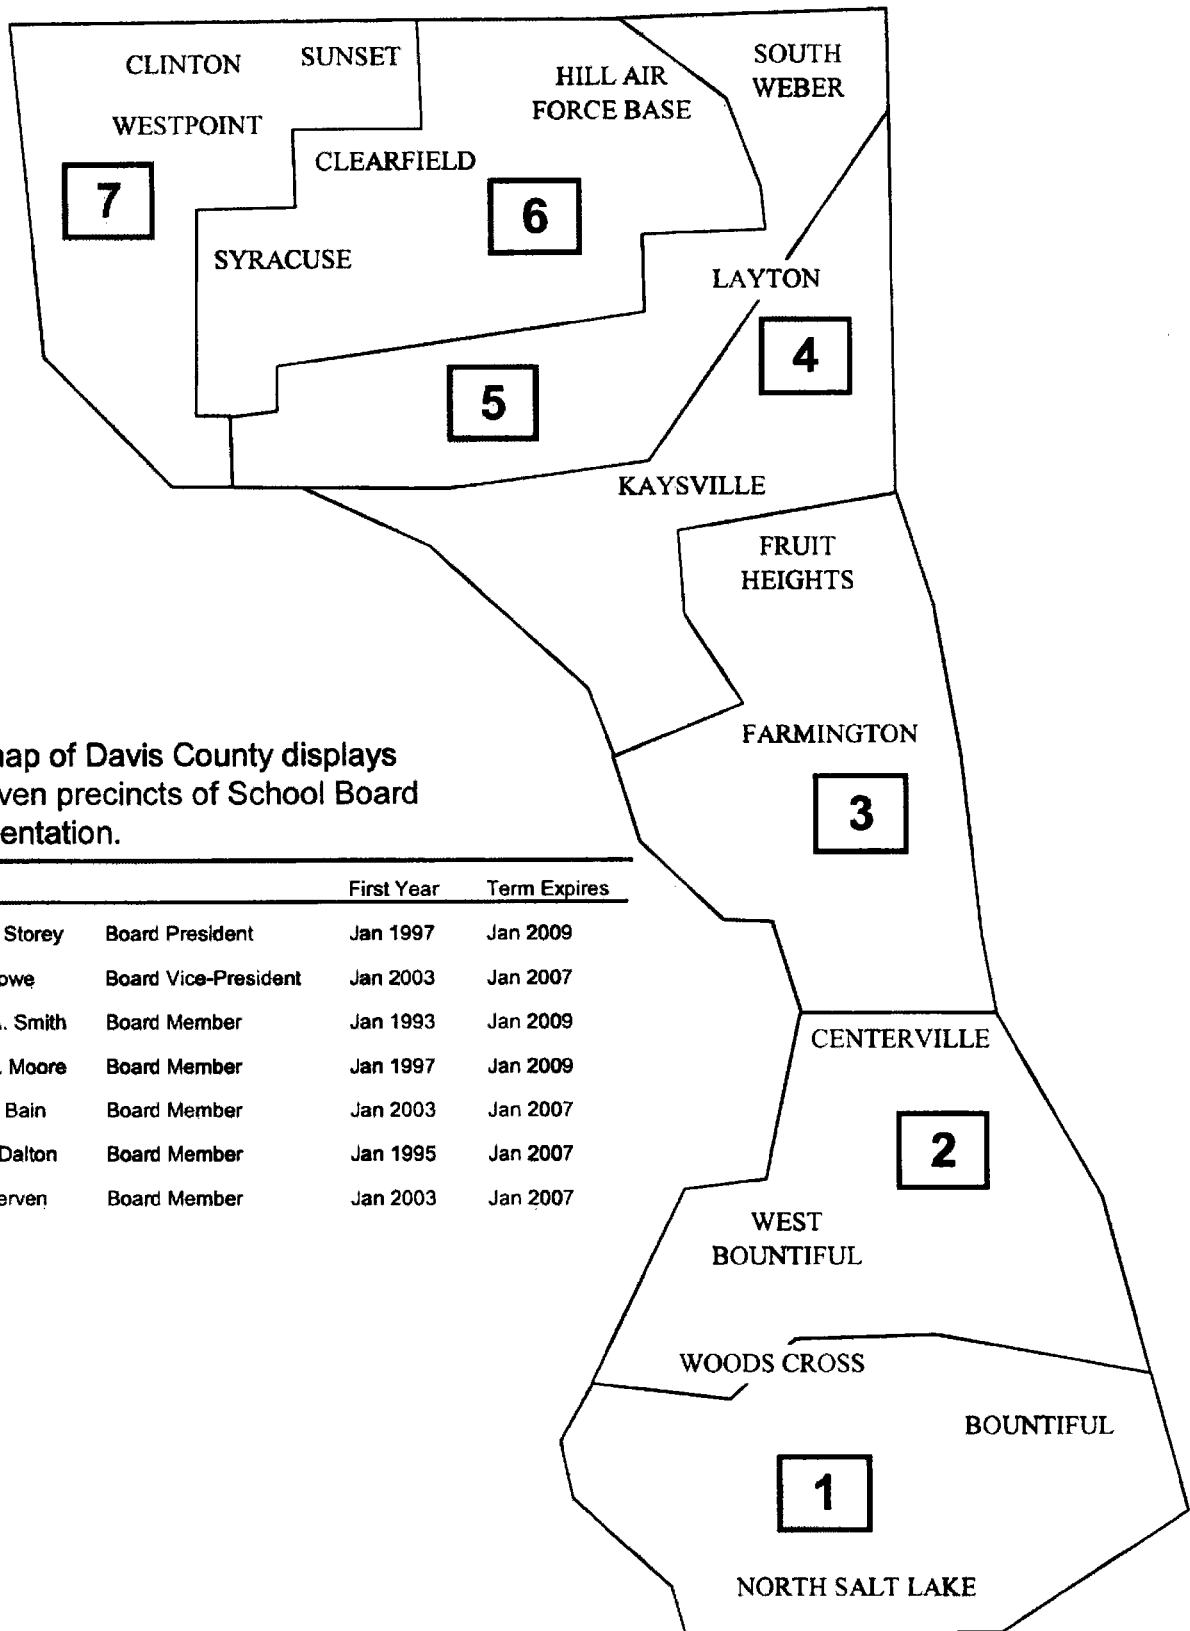 CLINTON
SUNSET
SOUTH
WEBER
HILL AIR
FORCE BASE
WESTPOINT
CLEARFIELD
7
6
SYRACUSE
LAYTON
4
5
KAYSVILLE
FRUIT
HEIGHTS
FARMINGTON
3
map of Davis County displays
ven precincts of School Board
entation.
First Year Term Expires
Storey Board President Jan 1997 Jan 2009
owe Board Vice-President Jan 2003 Jan 2007
. Smith Board Member Jan 1993 Jan 2009
. Moore Board Member Jan 1997 Jan 2009
Bain Board Member Jan 2003 Jan 2007
Dalton Board Member Jan 1995 Jan 2007
erven Board Member Jan 2003 Jan 2007
CENTERVILLE
2
WEST
BOUNTIFUL
WOODS CROSS
BOUNTIFUL
1
NORTH SALT LAKE